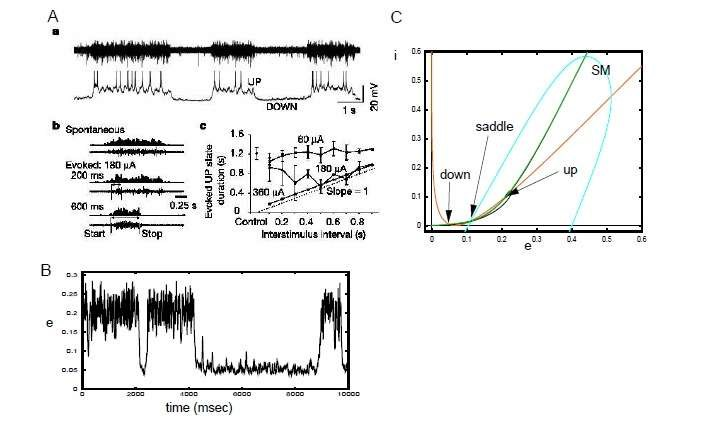 A
a
UP
DOWN
20 mV
1 s
b
Spontaneous
Evoked: 180 µA
200 ms
600 ms
0.25 s
Start Stop
c
Evoked UP state
duration (s)
1.6
1.2
0.8
0.4
0
60 µA
180 µA
360 µA
Slope = 1
Control 0.2 0.4 0.6 0.8
Interstimulus interval (s)
B
e
0.3
0.25
0.2
0.15
0.1
0.05
0
0 2000 4000 6000 8000 10000
time (msec)
C
i
0.6
0.5
0.4
0.3
0.2
0.1
0
SM
saddle
down
up
0 0.1 0.2 0.3 0.4 0.5 0.6
e